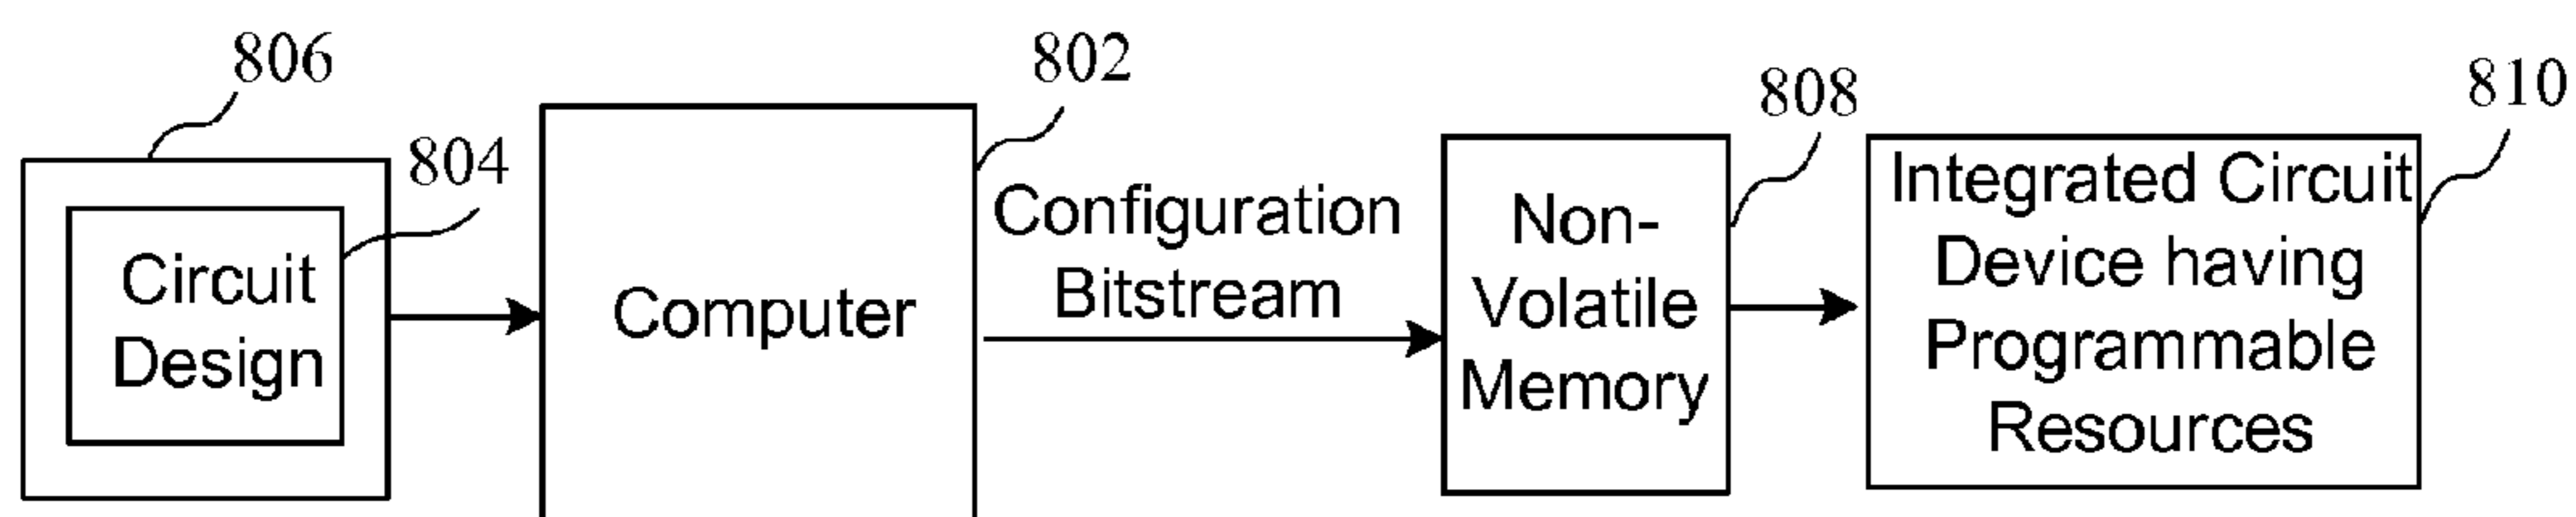 806
802
808
810
804
Circuit
Design
Computer
Configuration
Bitstream
Non-
Volatile
Memory
Integrated Circuit
Device having
Programmable
Resources